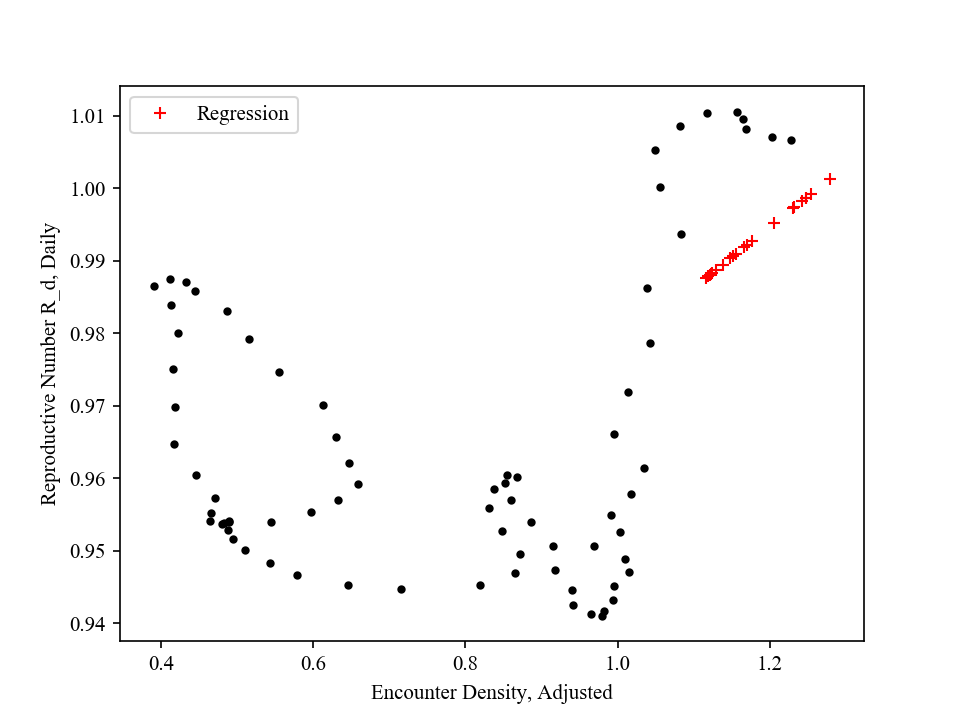 Regression
1.01
1.00
0.99
0.98
0.97
0.96
0.95
0.94
Reproductive Number R_d, Daily
0.4 0.6 0.8 1.0 1.2
Encounter Density, Adjusted